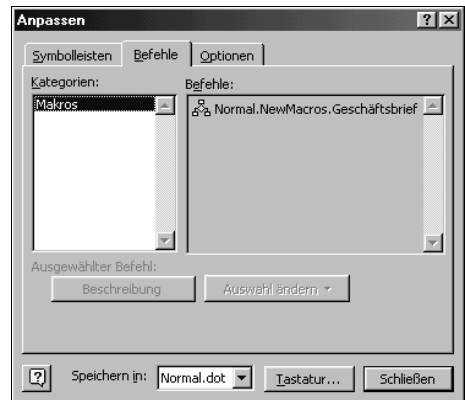 Anpassen
Symbolleisten Befehle Optionen
Kategorien: Befehle:
Makros Normal.NewMacros.Geschäftsbrief
Ausgewählter Befehl:
Beschreibung Auswahl ändern
Speichern in: Normal.dot Tastatur... Schließen